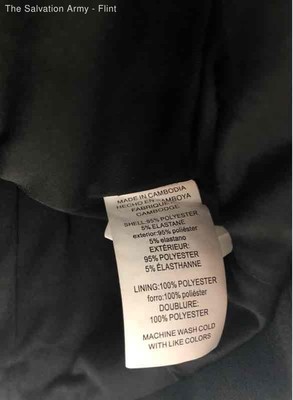 The Salvation Army - Flint
MADE IN CAMBODIA
HECHO EN CAMBOYA
FABRIQUÉ
CAMBODGE
SHELL:95% POLYESTER
5% ELASTANE
exterior:95% poliéster
5% elastano
EXTÉRIEUR:
95% POLYESTER
5% ÉLASTHANNE
LINING:100% POLYESTER
forro:100% poliéster
DOUBLURE:
100% POLYESTER
MACHINE WASH COLD
WITH LIKE COLORS